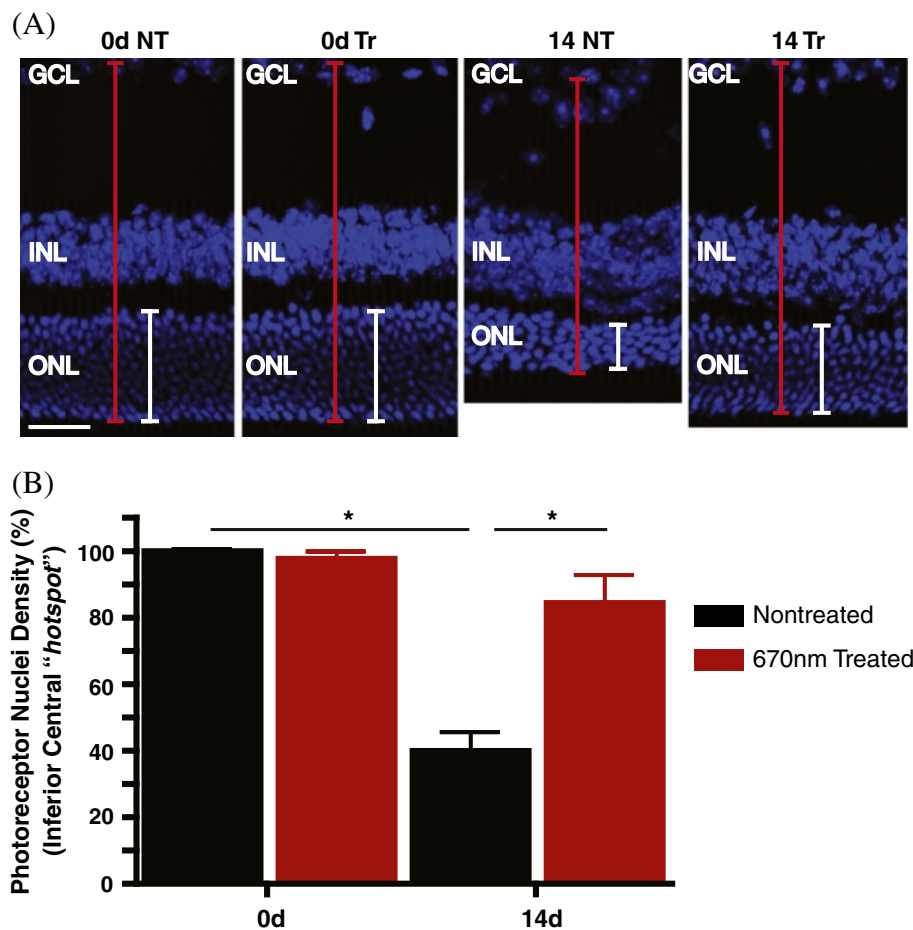 (A)
0d NT 0d Tr 14 NT 14 Tr
GCL GCL GCL GCL
INL INL INL INL
ONL ONL ONL ONL
(B)
Photoreceptor Nuclei Density (%)
(Inferior Central “hotspot”)
* *
100
80
60
40
20
0
0d 14d
Nontreated
670nm Treated